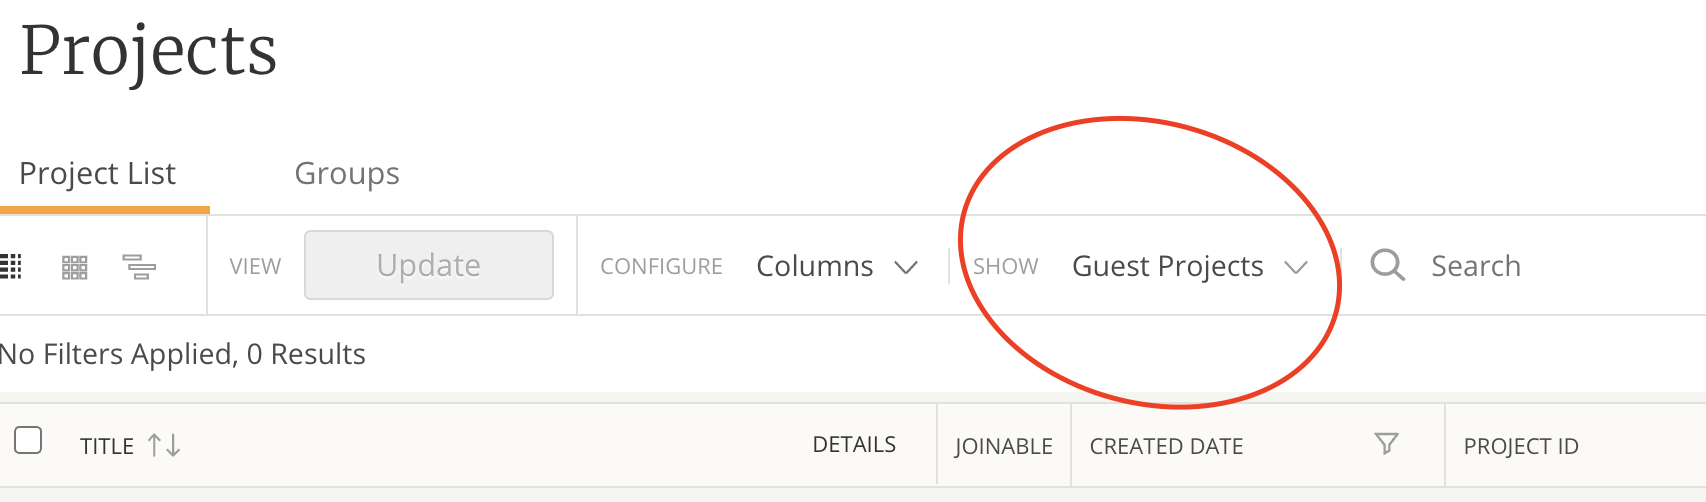 Projects
Project List Groups
VIEW Update CONFIGURE Columns SHOW Guest Projects Search
No Filters Applied, 0 Results
TITLE DETAILS JOINABLE CREATED DATE PROJECT ID